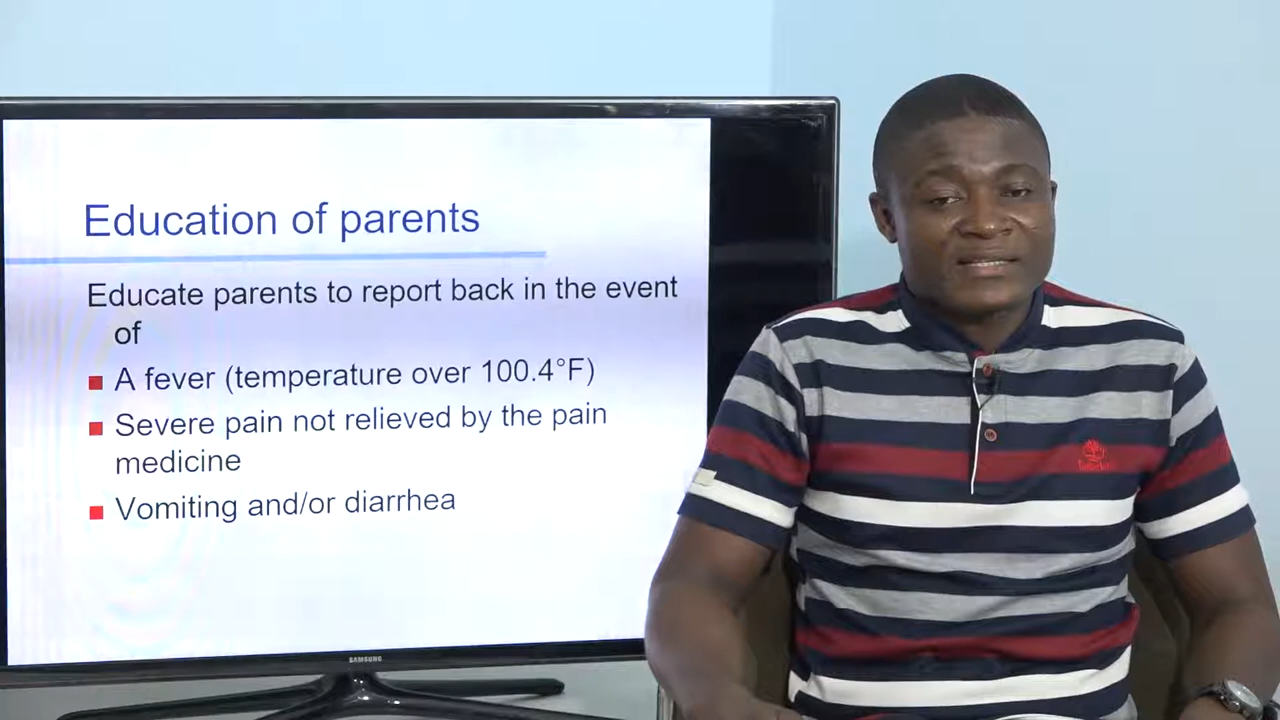 Education of parents
Educate parents to report back in the event
of
A fever (temperature over 100.4°F)
Severe pain not relieved by the pain
medicine
Vomiting and/or diarrhea
SAMSUNG